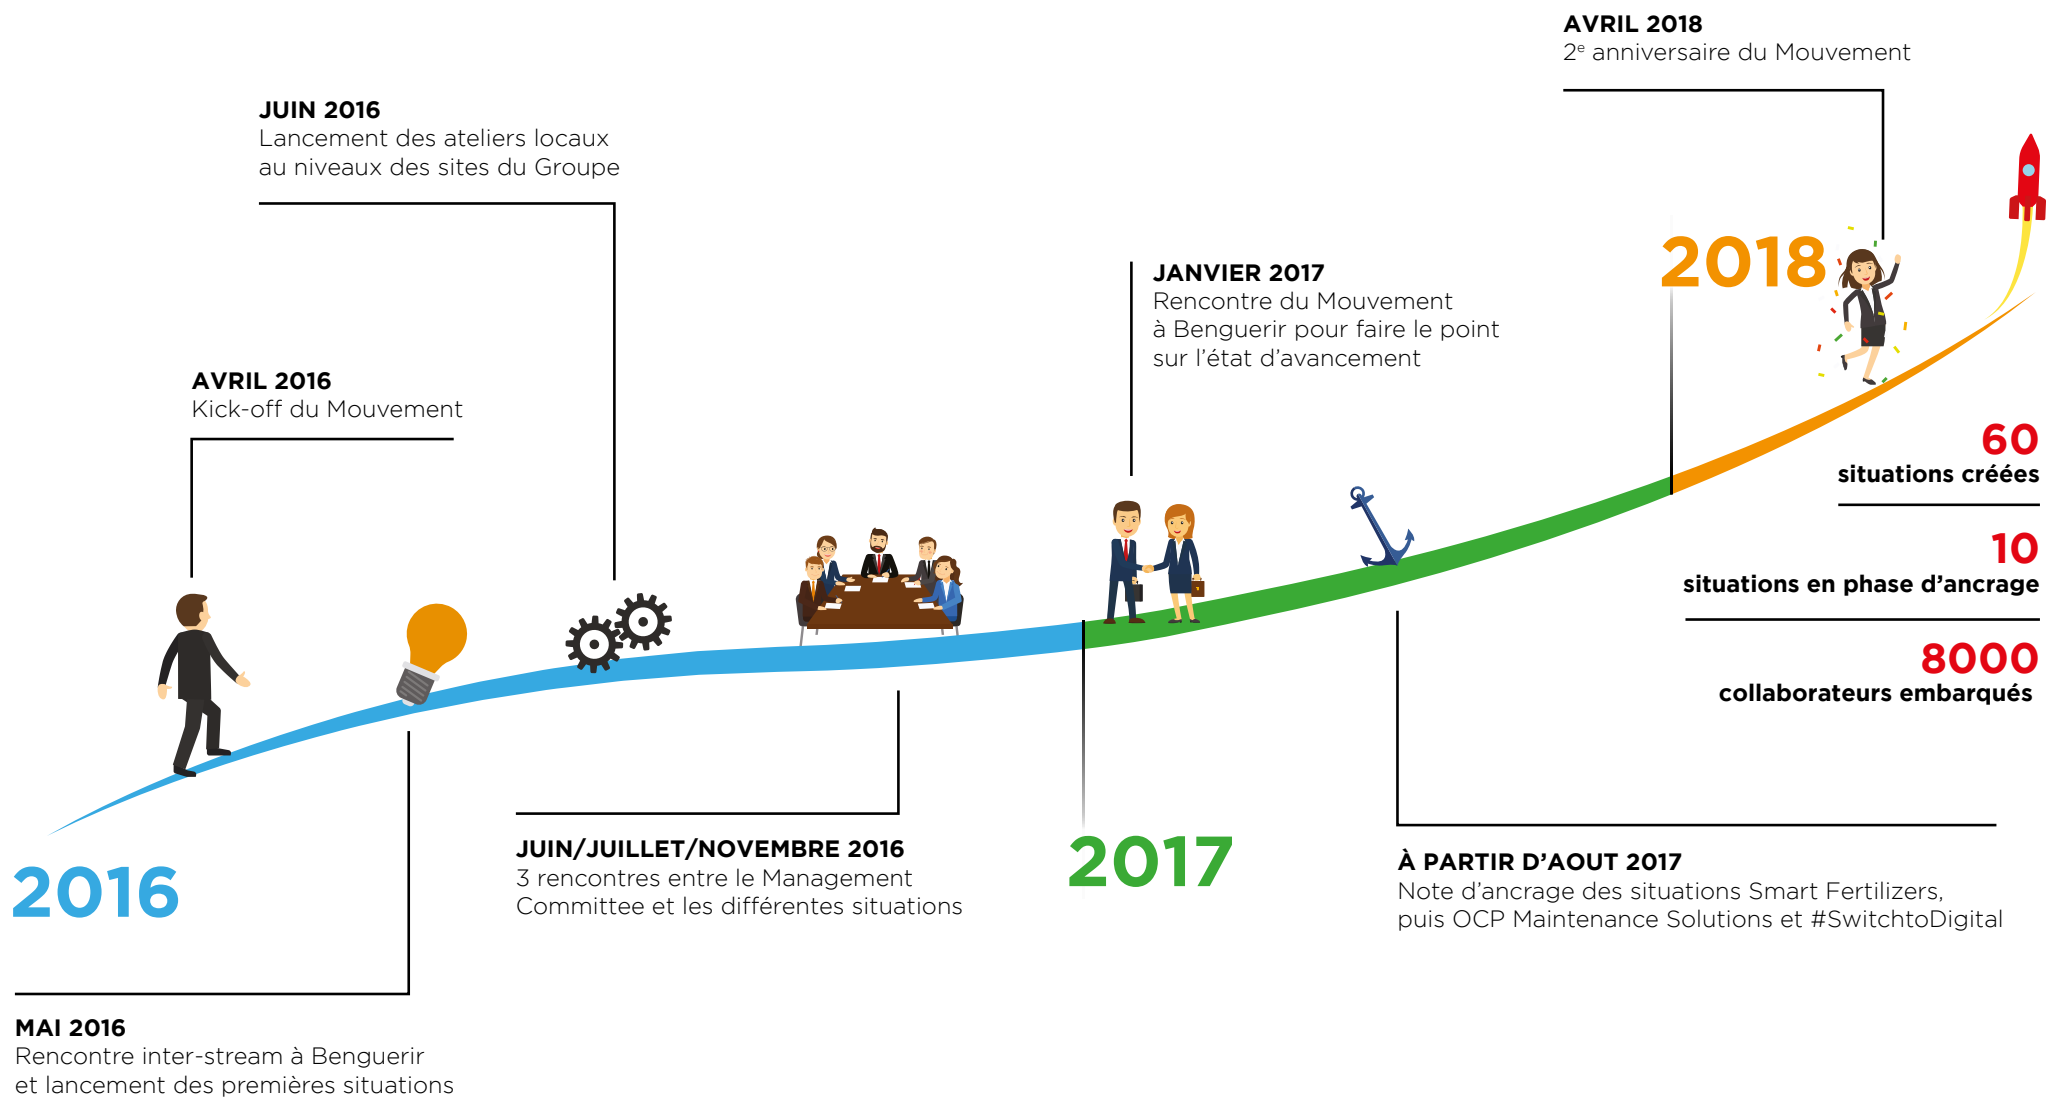 AVRIL 2018
2e anniversaire du Mouvement
JUIN 2016
Lancement des ateliers locaux
au niveaux des sites du Groupe
2018
JANVIER 2017
Rencontre du Mouvement
à Benguerir pour faire le point
sur l’état d’avancement
AVRIL 2016
Kick-off du Mouvement
60
situations créées
10
situations en phase d’ancrage
8000
collaborateurs embarqués
2016
JUIN/JUILLET/NOVEMBRE 2016
3 rencontres entre le Management
Committee et les différentes situations
2017
À PARTIR D’AOUT 2017
Note d’ancrage des situations Smart Fertilizers,
puis OCP Maintenance Solutions et #SwitchtoDigital
MAI 2016
Rencontre inter-stream à Benguerir
et lancement des premières situations